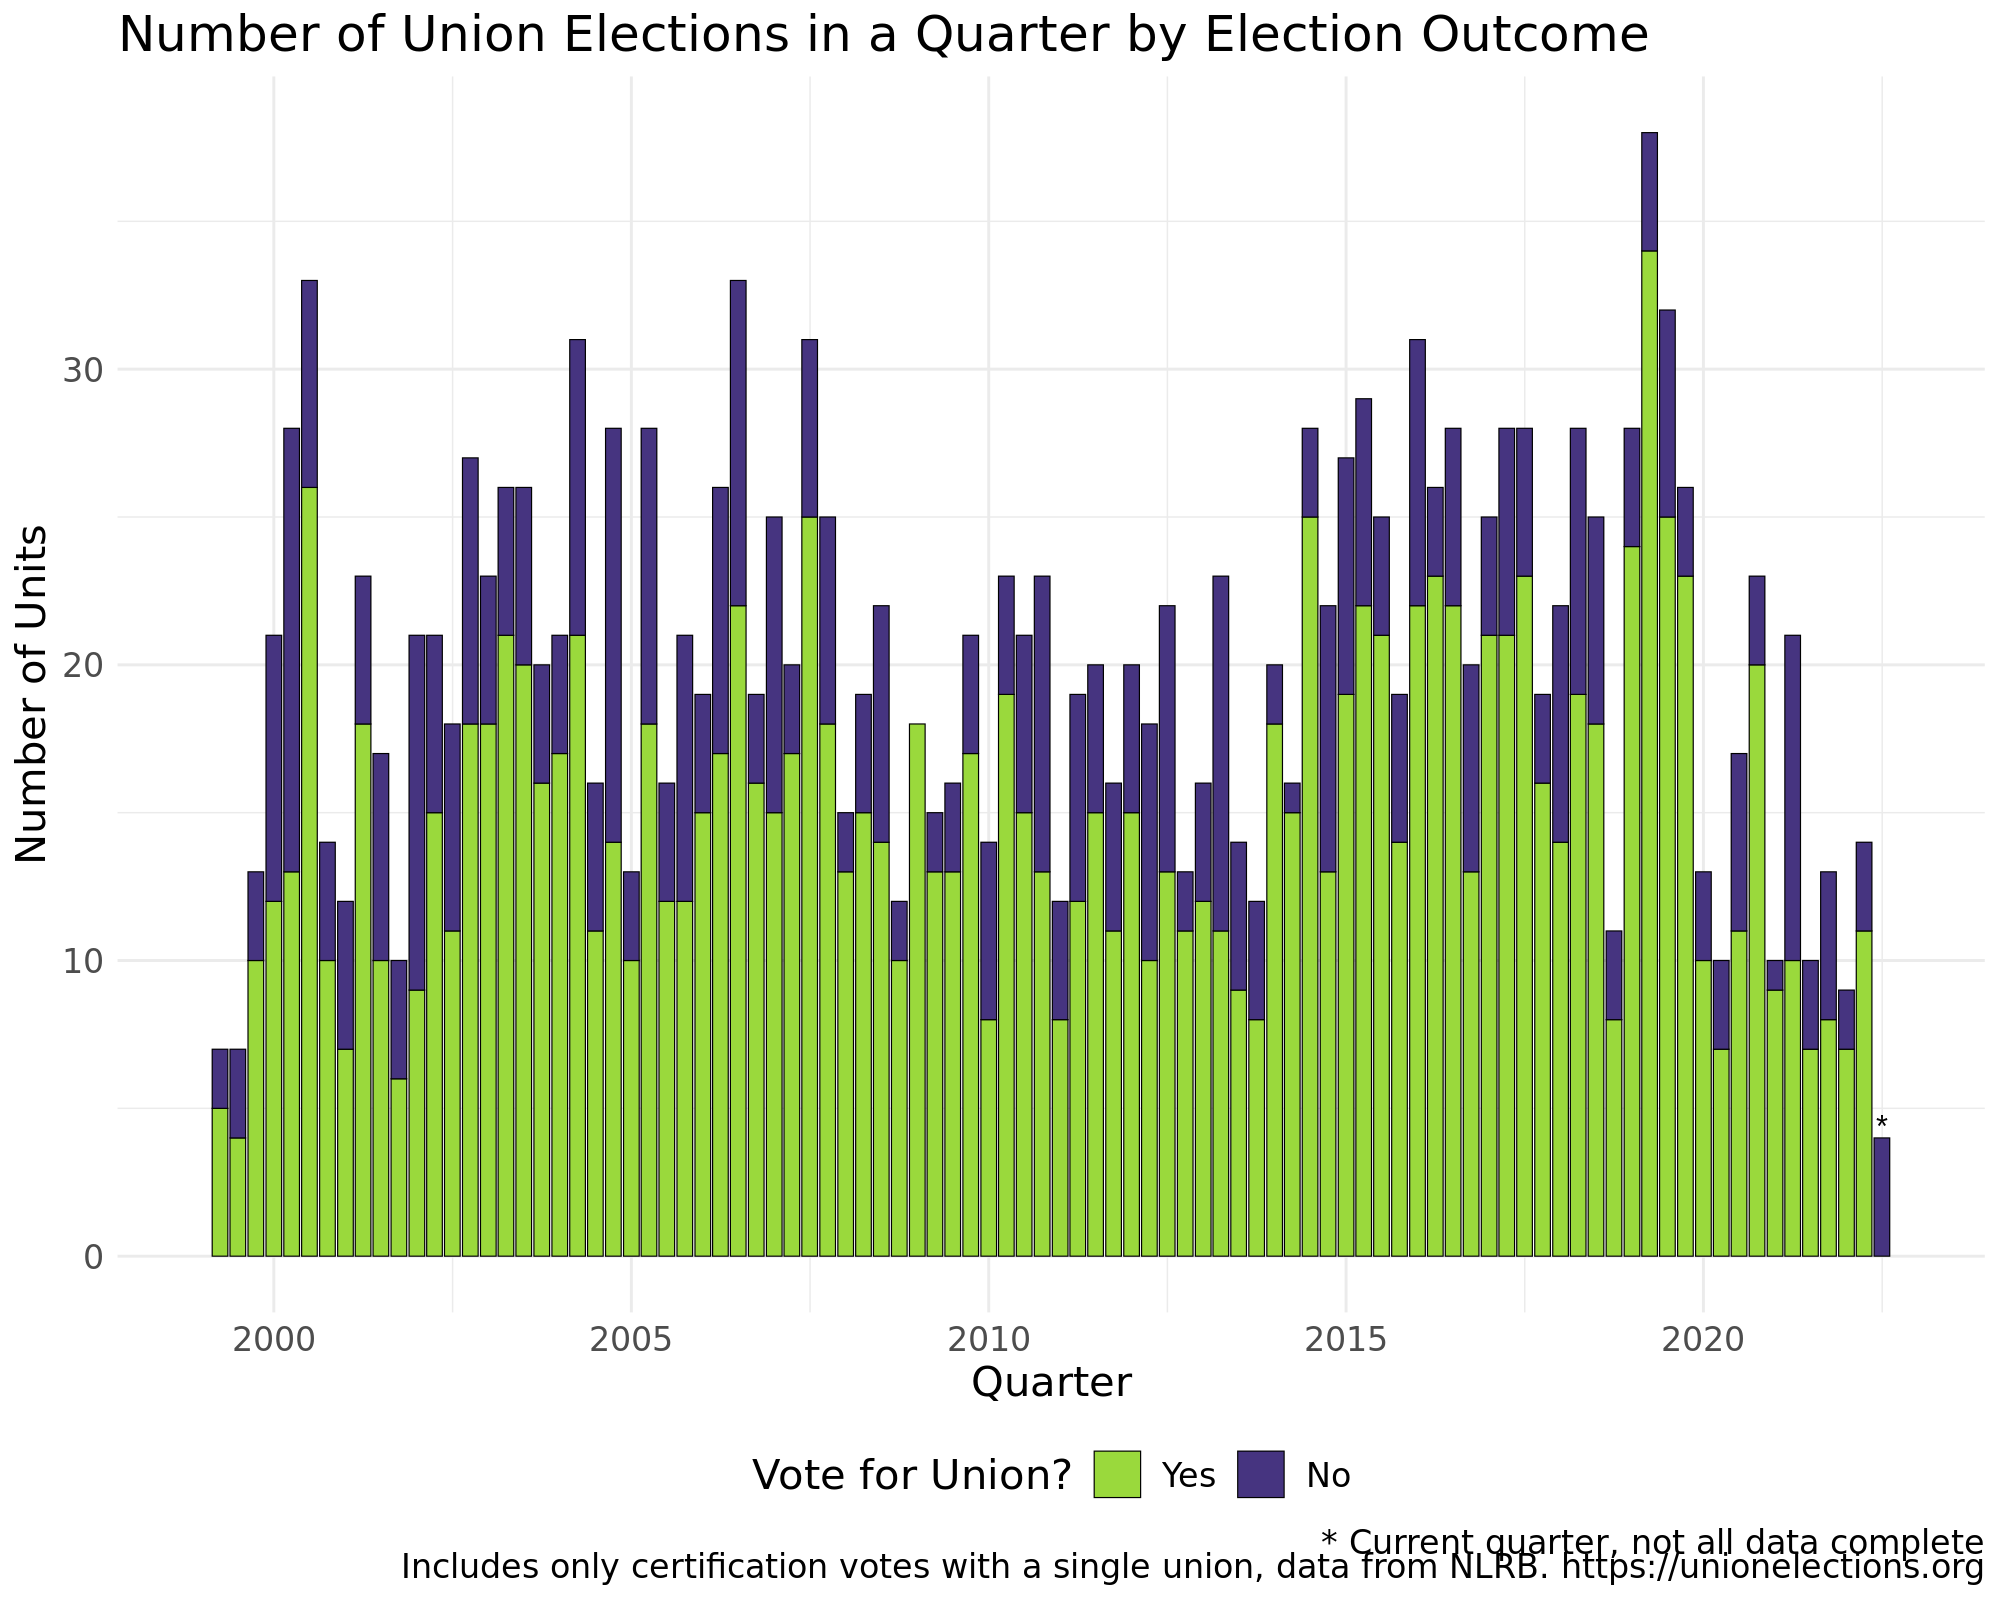 Number of Union Elections in a Quarter by Election Outcome
Number of Units
30
20
10
0
*
2000 2005 2010 2015 2020
Quarter
Vote for Union? Yes No
* Current quarter, not all data complete
Includes only certification votes with a single union, data from NLRB. https://unionelections.org